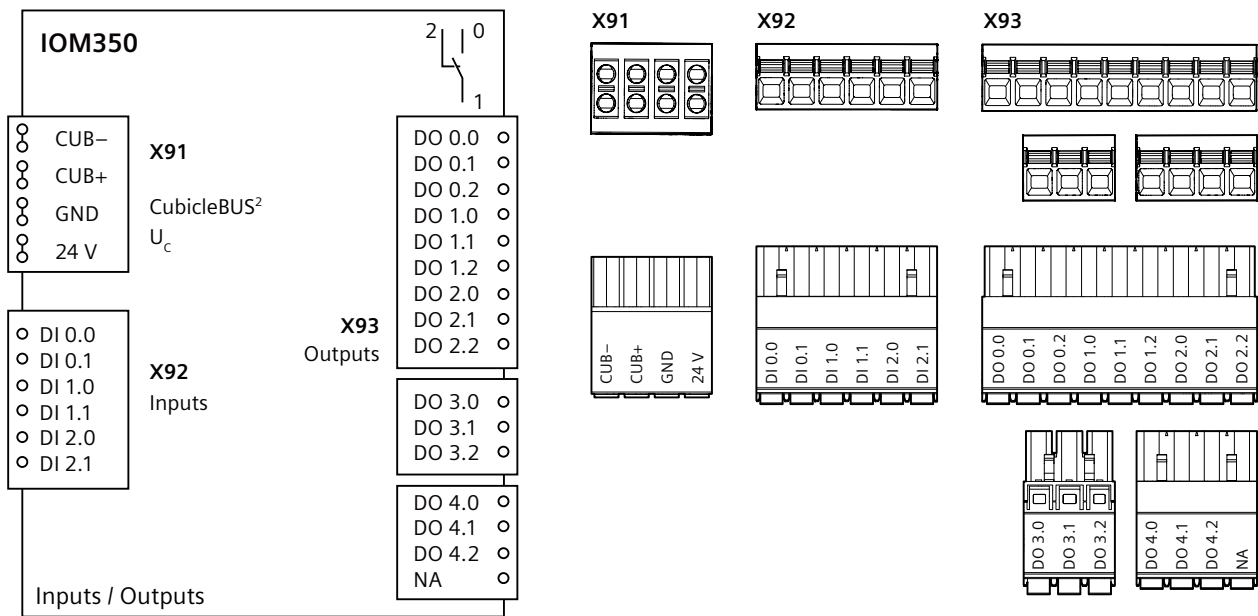 IOM350
2 0
1
CUB–
CUB+
GND
24 V
X91
CubicleBUS²
Uc
DI 0.0
DI 0.1
DI 1.0
DI 1.1
DI 2.0
DI 2.1
X92
Inputs
X93
Outputs
DO 0.0
DO 0.1
DO 0.2
DO 1.0
DO 1.1
DO 1.2
DO 2.0
DO 2.1
DO 2.2
DO 3.0
DO 3.1
DO 3.2
DO 4.0
DO 4.1
DO 4.2
NA
Inputs / Outputs
X91
X92
X93
CUB–
CUB+
GND
24 V
DI 0.0
DI 0.1
DI 1.0
DI 1.1
DI 2.0
DI 2.1
DO 0.0
DO 0.1
DO 0.2
DO 1.0
DO 1.1
DO 1.2
DO 2.0
DO 2.1
DO 2.2
DO 3.0
DO 3.1
DO 3.2
DO 4.0
DO 4.1
DO 4.2
NA